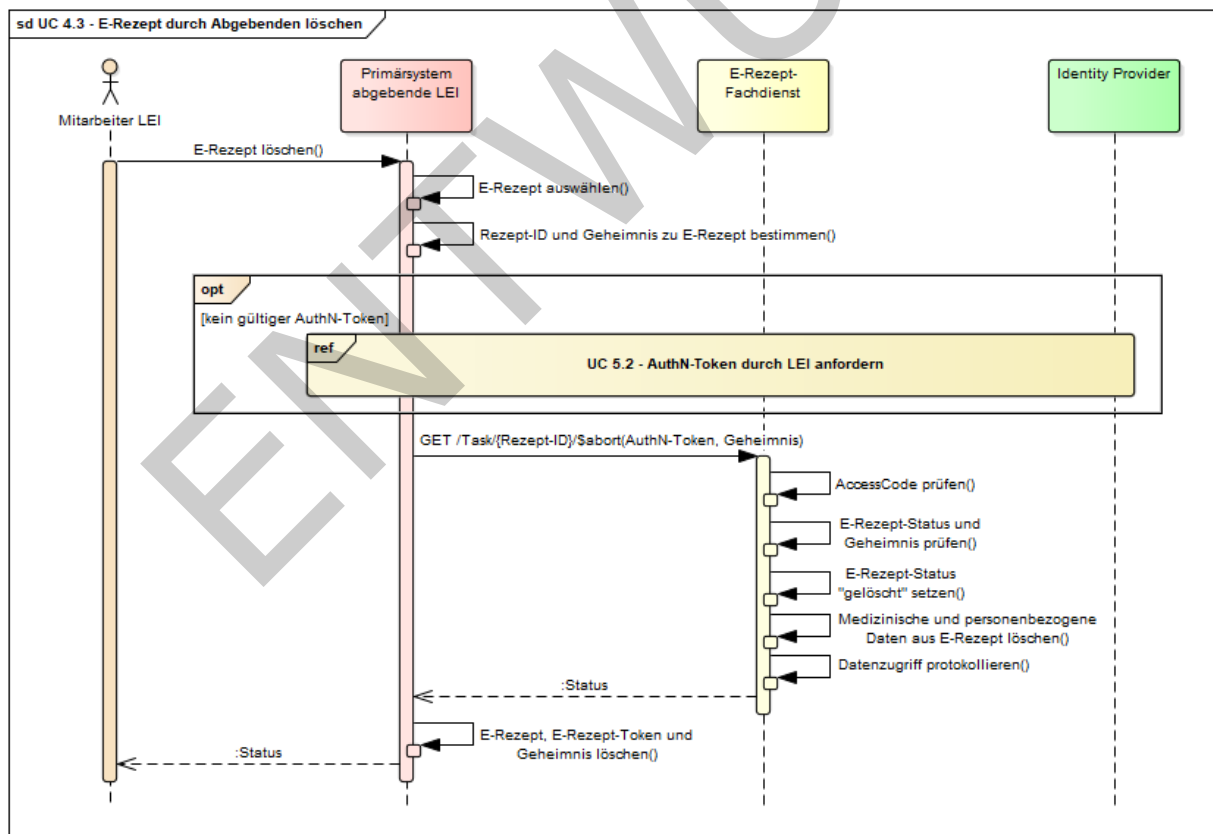 sd UC 4.3 - E-Rezept durch Abgebenden löschen
Mitarbeiter LEI
Primärsystem
abgebende LEI
E-Rezept-
Fachdienst
Identity Provider
E-Rezept löschen()
E-Rezept auswählen()
Rezept-ID und Geheimnis zu E-Rezept bestimmen()
opt
[kein gültiger AuthN-Token]
ref
UC 5.2 - AuthN-Token durch LEI anfordern
GET /Task/{Rezept-ID}/$abort(AuthN-Token, Geheimnis)
AccessCode prüfen()
E-Rezept-Status und
Geheimnis prüfen()
E-Rezept-Status
"gelöscht" setzen()
Medizinische und personenbezogene
Daten aus E-Rezept löschen()
Datenzugriff protokollieren()
:Status
E-Rezept, E-Rezept-Token und
Geheimnis löschen()
:Status
ENTWU